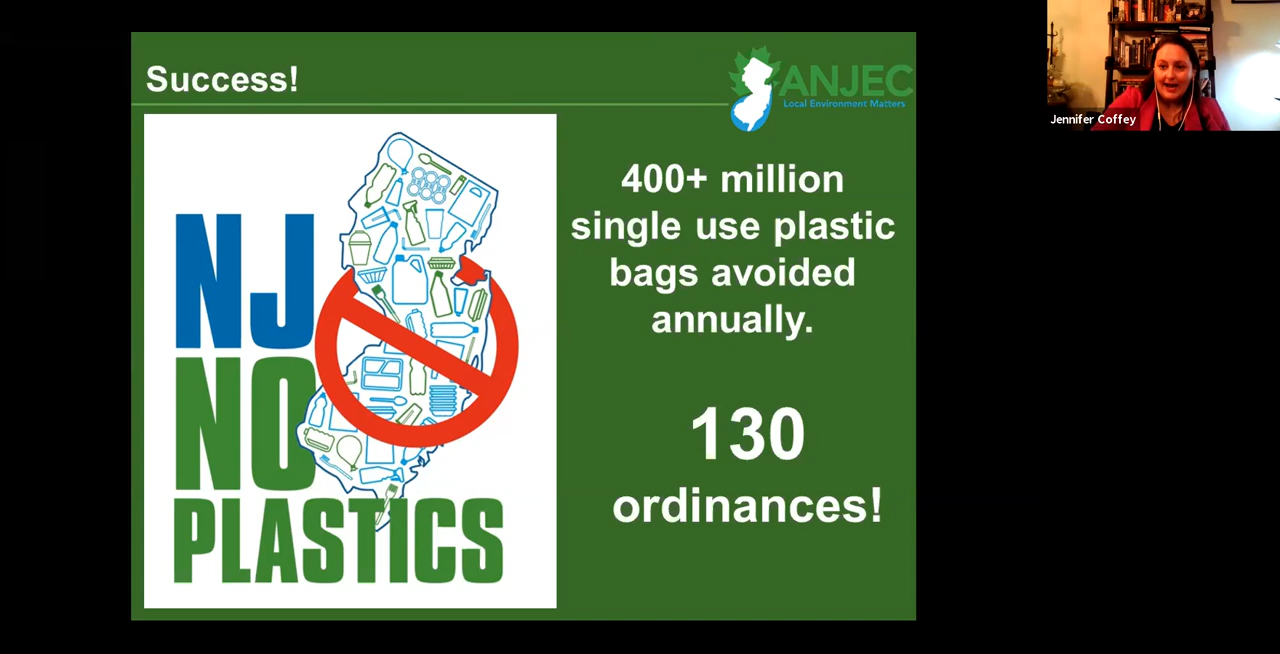 Success!
ANJEC
Local Environment Matters
Jennifer Coffey
NJ
NO
PLASTICS
400+ million
single use plastic
bags avoided
annually.
130
ordinances!